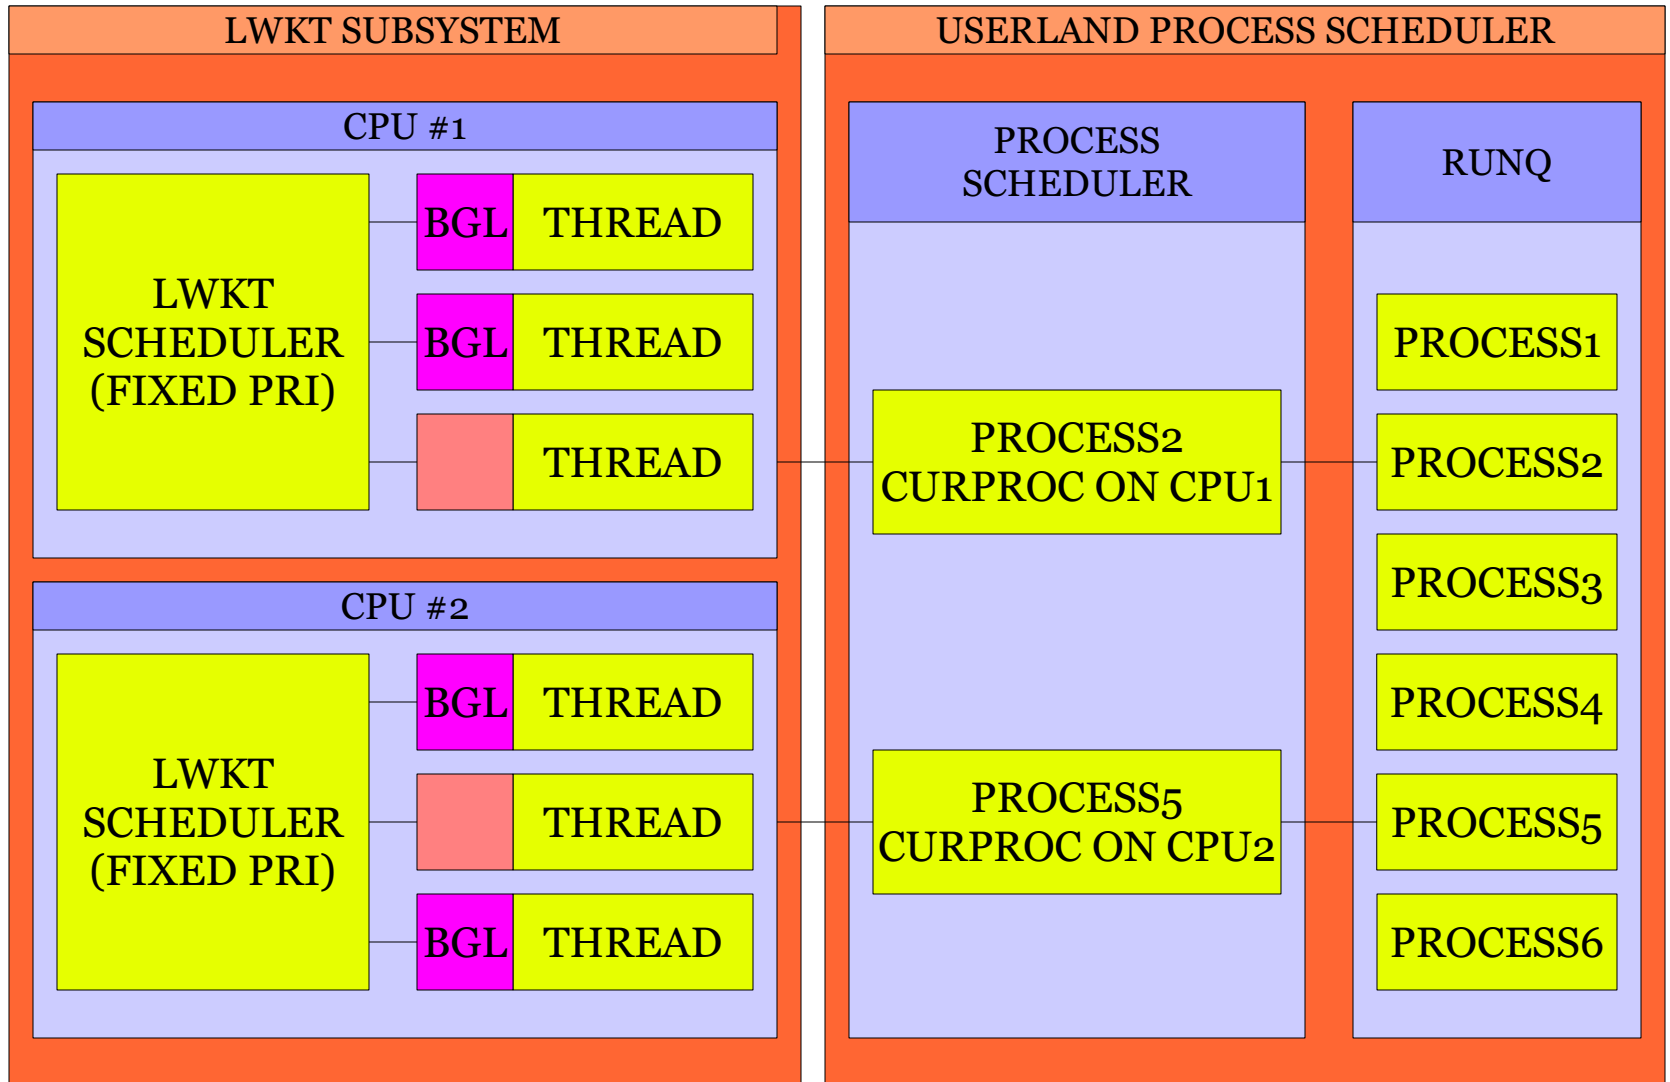 LWKT SUBSYSTEM
CPU #1
LWKT
SCHEDULER
(FIXED PRI)
BGL THREAD
BGL THREAD
THREAD
CPU #2
LWKT
SCHEDULER
(FIXED PRI)
BGL THREAD
THREAD
BGL THREAD
USERLAND PROCESS SCHEDULER
PROCESS
SCHEDULER
PROCESS2
CURPROC ON CPU1
PROCESS5
CURPROC ON CPU2
RUNQ
PROCESS1
PROCESS2
PROCESS3
PROCESS4
PROCESS5
PROCESS6